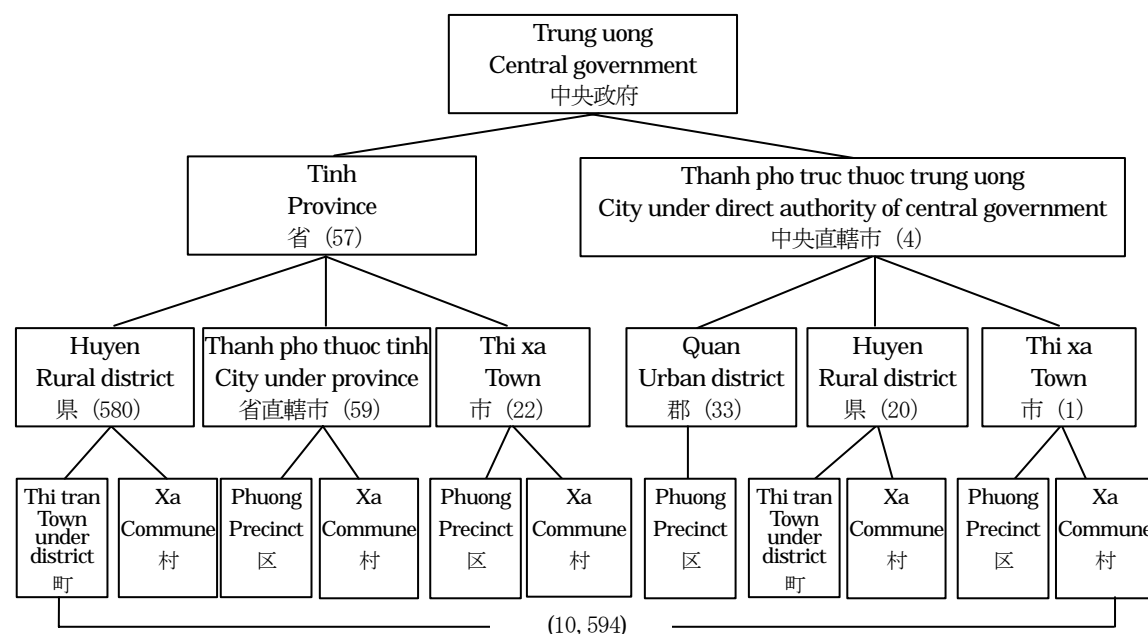 Trung uong
Central government
中央政府
Tinh
Province
省 (57)
Thanh pho truc thuoc trung uong
City under direct authority of central government
中央直轄市 (4)
Huyen
Rural district
県 (580)
Thanh pho thuoc tinh
City under province
省直轄市 (59)
Thi xa
Town
市 (22)
Quan
Urban district
郡 (33)
Huyen
Rural district
県 (20)
Thi xa
Town
市 (1)
Thi tran
Town
under
district
町
Xa
Commune
村
Phuong
Precinct
区
Xa
Commune
村
Phuong
Precinct
区
Xa
Commune
村
Phuong
Precinct
区
Thi tran
Town
under
district
町
Xa
Commune
村
Phuong
Precinct
区
Xa
Commune
村
(10, 594)